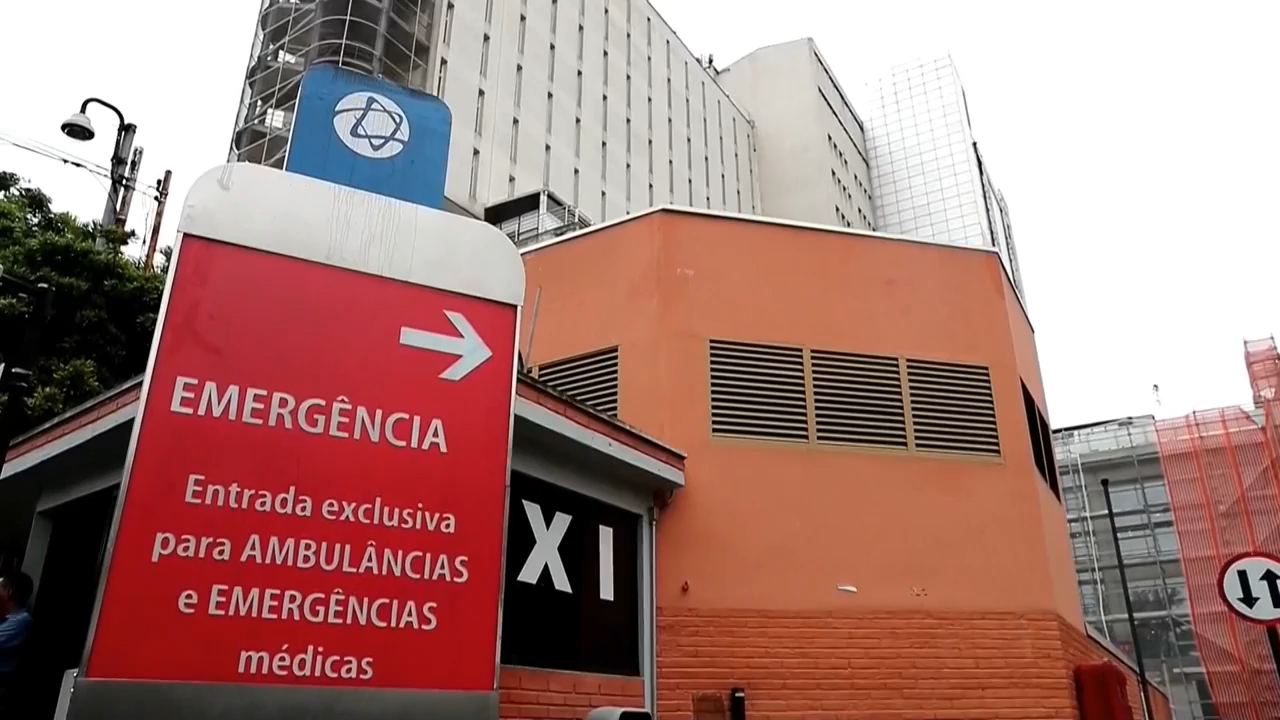 EMERGÊNCIA
Entrada exclusiva
para AMBULÂNCIAS
e EMERGÊNCIAS
médicas
XI